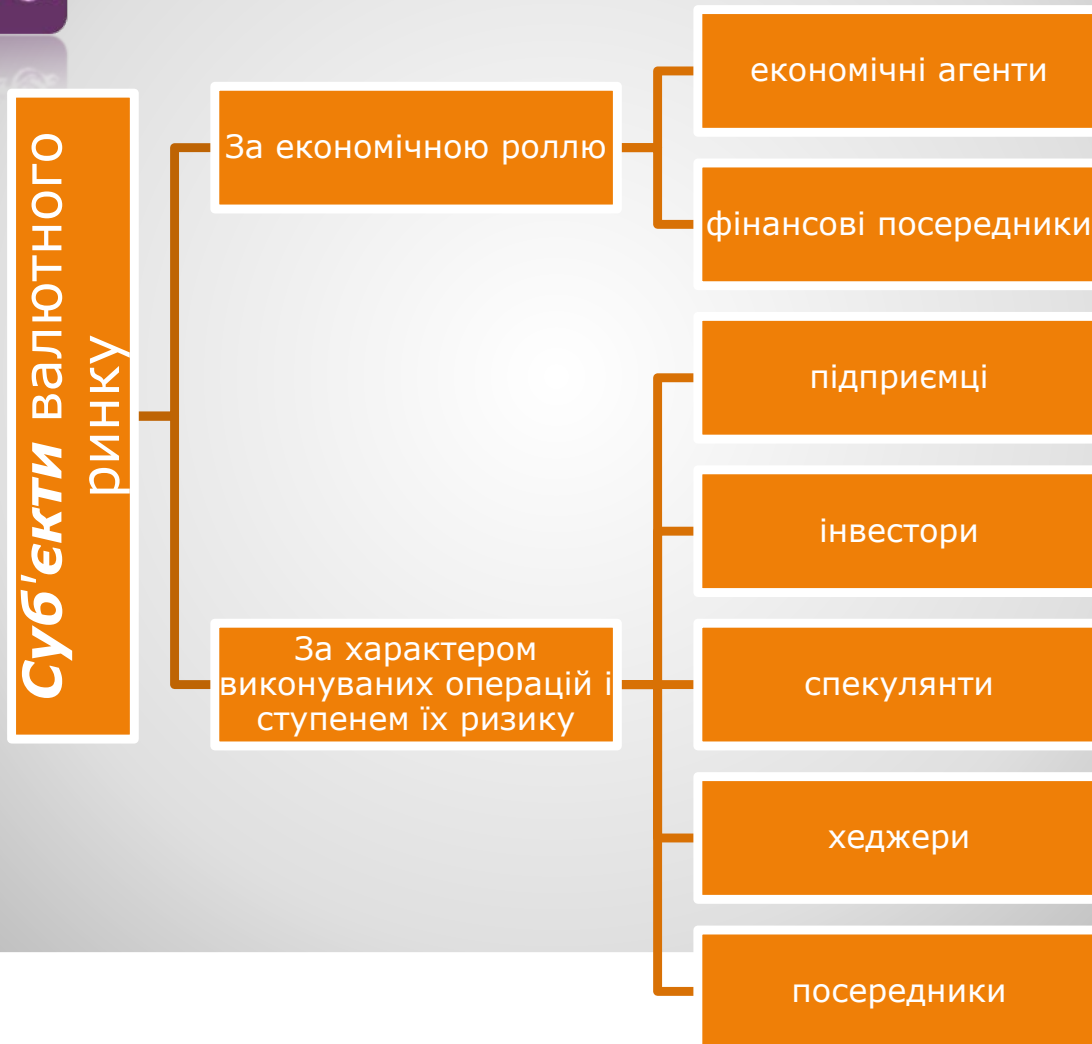 Суб'єкти валютного
ринку
За економічною роллю
економічні агенти
фінансові посередники
За характером
виконуваних операцій і
ступенем їх ризику
підприємці
інвестори
спекулянти
хеджери
посередники